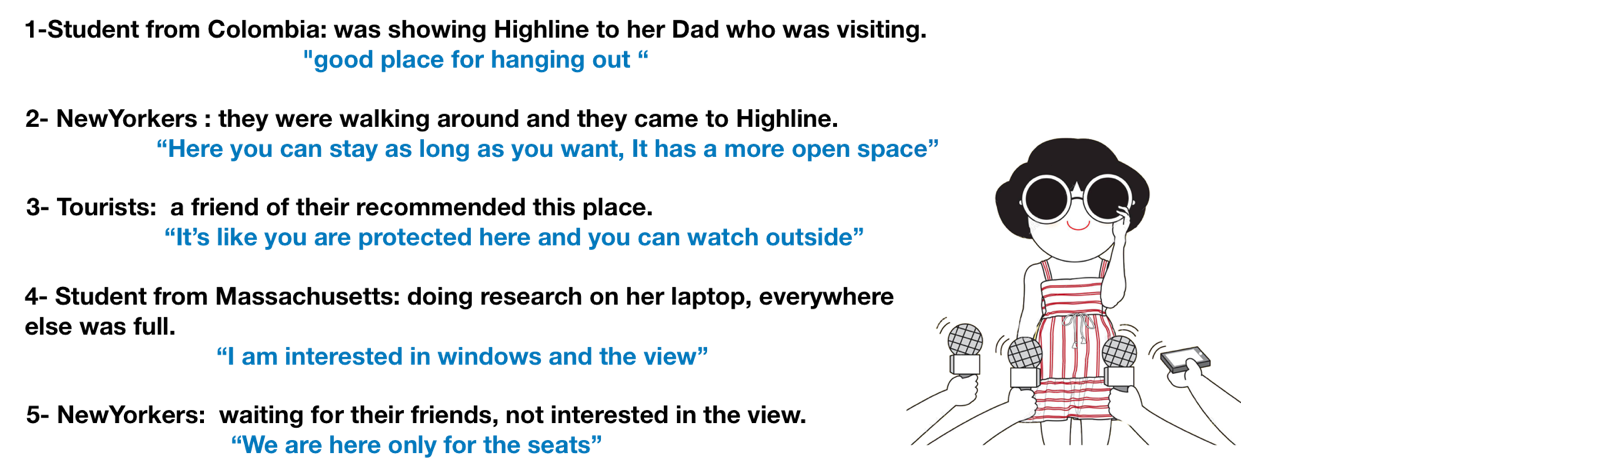 1-Student from Colombia: was showing Highline to her Dad who was visiting.
"good place for hanging out “
2- NewYorkers : they were walking around and they came to Highline.
“Here you can stay as long as you want, It has a more open space”
3- Tourists:  a friend of their recommended this place.
“It’s like you are protected here and you can watch outside”
4- Student from Massachusetts: doing research on her laptop, everywhere
else was full.
“I am interested in windows and the view”
5- NewYorkers:  waiting for their friends, not interested in the view.
“We are here only for the seats”